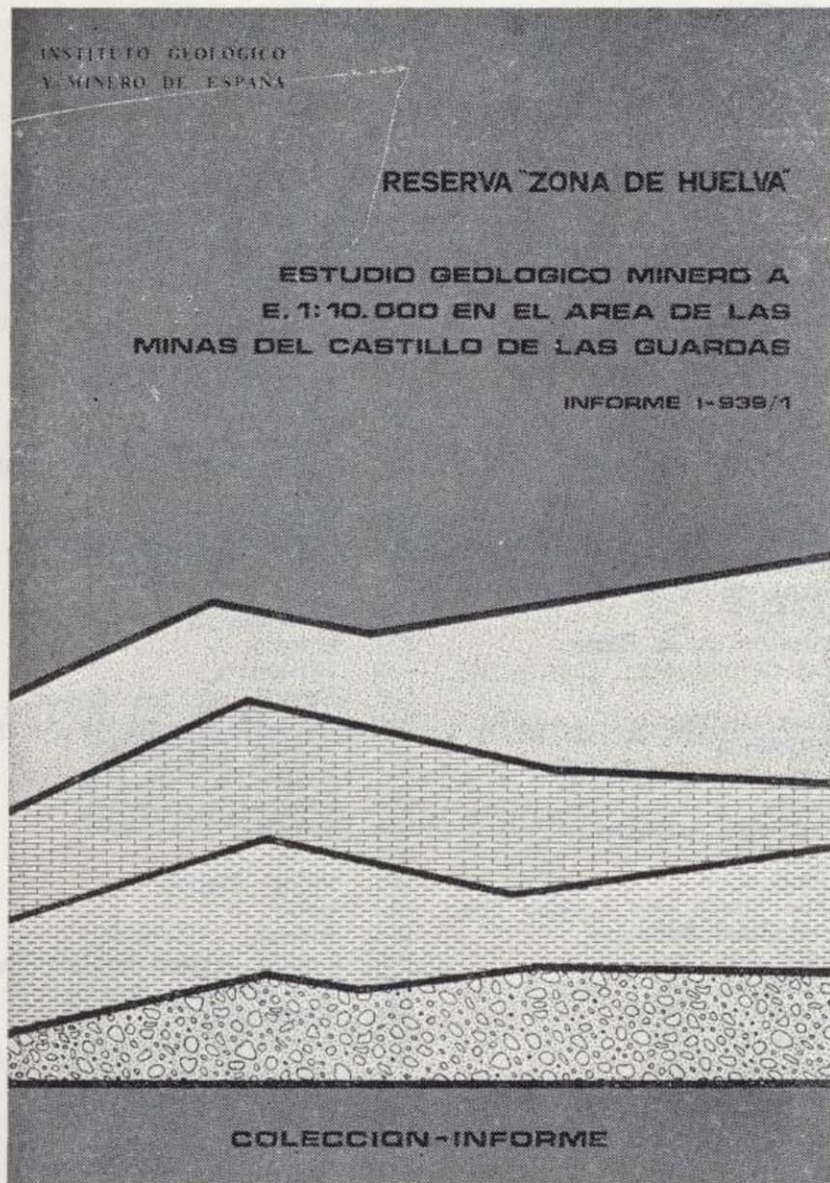 INSTITUTO GEOLOGICO
Y MINERO DE ESPAÑA
RESERVA "ZONA DE HUELVA"
ESTUDIO GEOLOGICO MINERO A
E. 1:10.000 EN EL AREA DE LAS
MINAS DEL CASTILLO DE LAS GUARDAS
INFORME I-939/1
COLECCION-INFORME